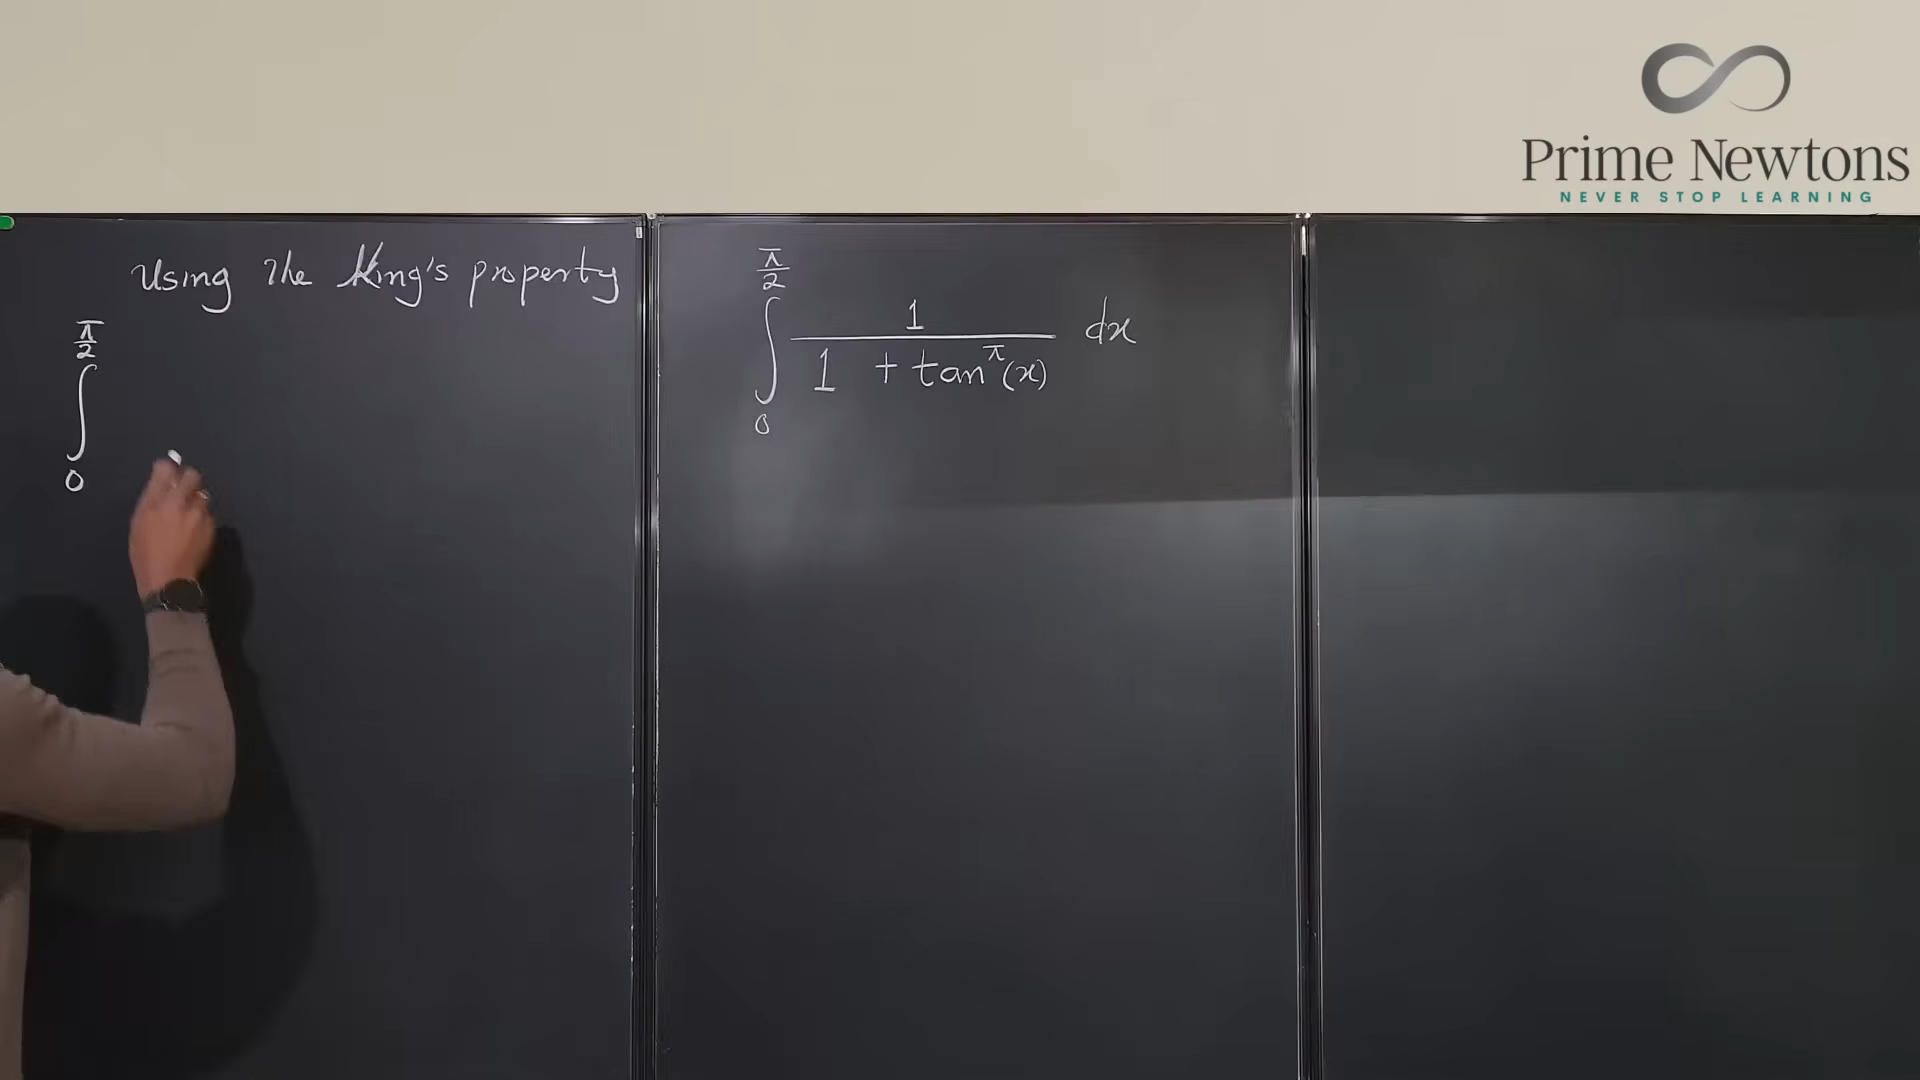 Prime Newtons
NEVER STOP LEARNING
Using the King's property
∫₀^(π/2)
∫₀^(π/2) 1/(1 + tan^π(x)) dx